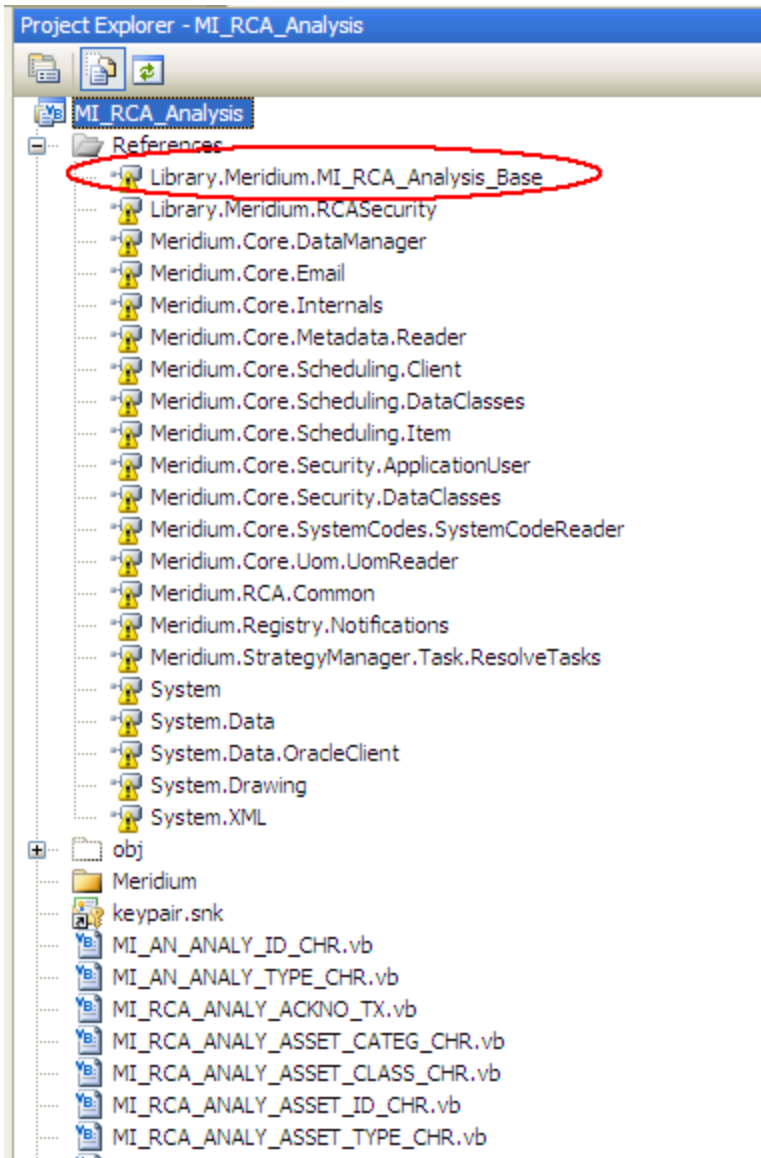 Project Explorer - MI_RCA_Analysis
MI_RCA_Analysis
References
Library.Meridium.MI_RCA_Analysis_Base
Library.Meridium.RCASecurity
Meridium.Core.DataManager
Meridium.Core.Email
Meridium.Core.Internals
Meridium.Core.Metadata.Reader
Meridium.Core.Scheduling.Client
Meridium.Core.Scheduling.DataClasses
Meridium.Core.Scheduling.Item
Meridium.Core.Security.ApplicationUser
Meridium.Core.Security.DataClasses
Meridium.Core.SystemCodes.SystemCodeReader
Meridium.Core.Uom.UomReader
Meridium.RCA.Common
Meridium.Registry.Notifications
Meridium.StrategyManager.Task.ResolveTasks
System
System.Data
System.Data.OracleClient
System.Drawing
System.XML
obj
Meridium
keypair.snk
MI_AN_ANALY_ID_CHR.vb
MI_AN_ANALY_TYPE_CHR.vb
MI_RCA_ANALY_ACKNO_TX.vb
MI_RCA_ANALY_ASSET_CATEG_CHR.vb
MI_RCA_ANALY_ASSET_CLASS_CHR.vb
MI_RCA_ANALY_ASSET_ID_CHR.vb
MI_RCA_ANALY_ASSET_TYPE_CHR.vb